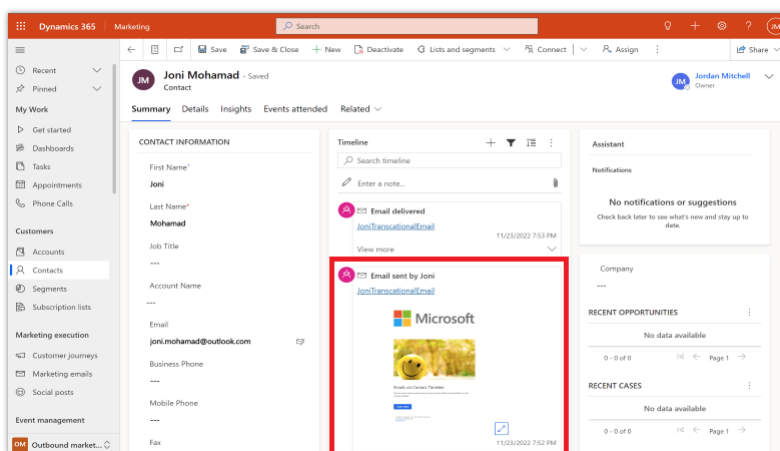 Dynamics 365
Marketing
Search
?
JM
Save
Save & Close
New
Deactivate
Lists and segments
Connect
Assign
Share
Recent
Pinned
My Work
Get started
Dashboards
Tasks
Appointments
Phone Calls
Customers
Accounts
Contacts
Segments
Subscription lists
Marketing execution
Customer journeys
Marketing emails
Social posts
Event management
OM Outbound market...
JM
Joni Mohamad - Saved
Contact
JM
Jordan Mitchell
Owner
Summary Details Insights Events attended Related
CONTACT INFORMATION
First Name*
Joni
Last Name*
Mohamad
Job Title
---
Account Name
---
Email
joni.mohamad@outlook.com
Business Phone
---
Mobile Phone
---
Fax
Timeline
Search timeline
Enter a note...
Email delivered
JoniTranscationalEmail
11/23/2022 7:53 PM
View more
Email sent by Joni
JoniTranscationalEmail
Microsoft
Emails on Contact Timeline
11/23/2022 7:52 PM
Assistant
Notifications
No notifications or suggestions
Check back later to see what's new and stay up to
date.
Company
---
RECENT OPPORTUNITIES
No data available
0 - 0 of 0
Page 1
RECENT CASES
No data available
0 - 0 of 0
Page 1